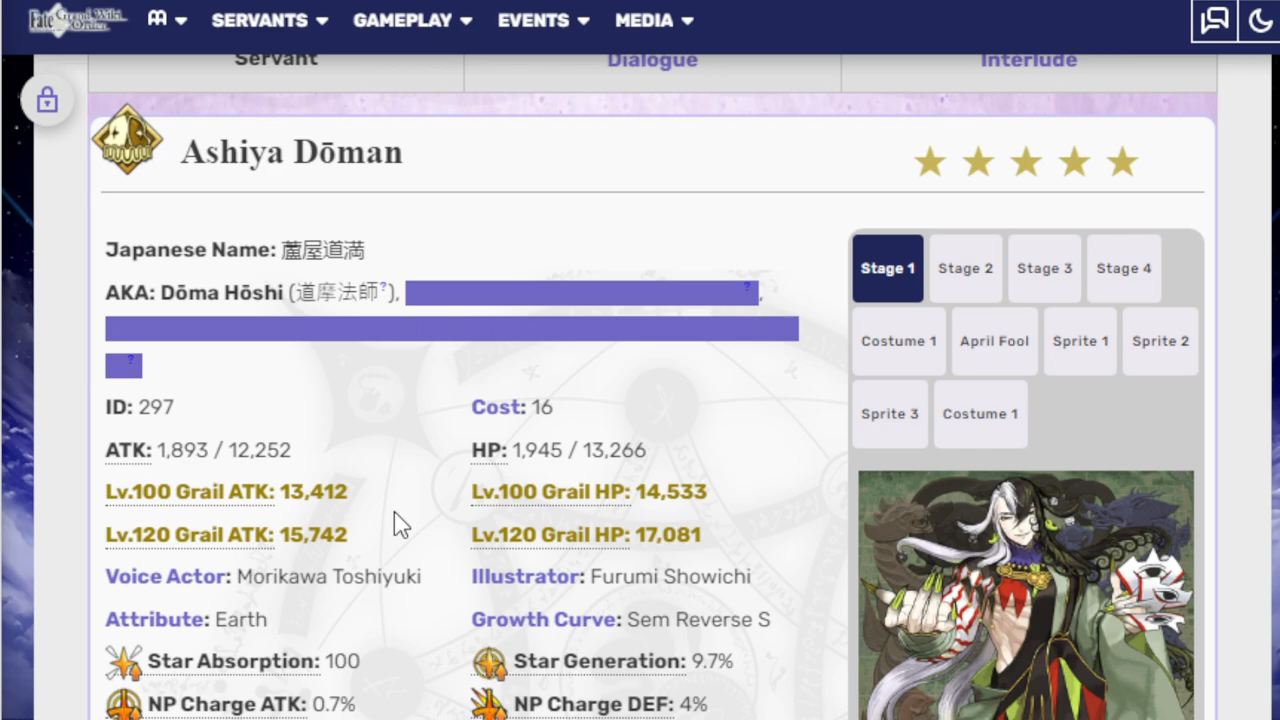 Fate Grand Wiki Order
SERVANTS GAMEPLAY EVENTS MEDIA
Servant Dialogue Interlude
Ashiya Dōman
Japanese Name: 蘆屋道満
AKA: Dōma Hōshi (道摩法師?), ?,
?
ID: 297 Cost: 16
ATK: 1,893 / 12,252 HP: 1,945 / 13,266
Lv.100 Grail ATK: 13,412 Lv.100 Grail HP: 14,533
Lv.120 Grail ATK: 15,742 Lv.120 Grail HP: 17,081
Voice Actor: Morikawa Toshiyuki Illustrator: Furumi Showichi
Attribute: Earth Growth Curve: Sem Reverse S
Star Absorption: 100 Star Generation: 9.7%
NP Charge ATK: 0.7% NP Charge DEF: 4%
Stage 1 Stage 2 Stage 3 Stage 4
Costume 1 April Fool Sprite 1 Sprite 2
Sprite 3 Costume 1